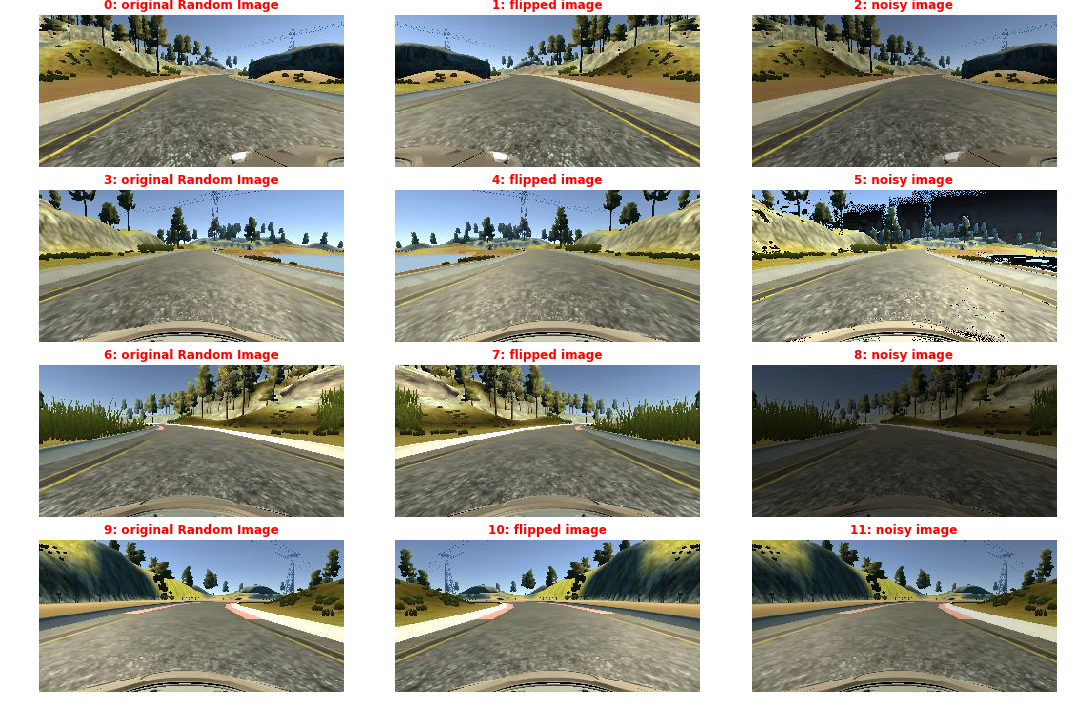 0: original Random Image
1: flipped image
2: noisy image
3: original Random Image
4: flipped image
5: noisy image
6: original Random Image
7: flipped image
8: noisy image
9: original Random Image
10: flipped image
11: noisy image